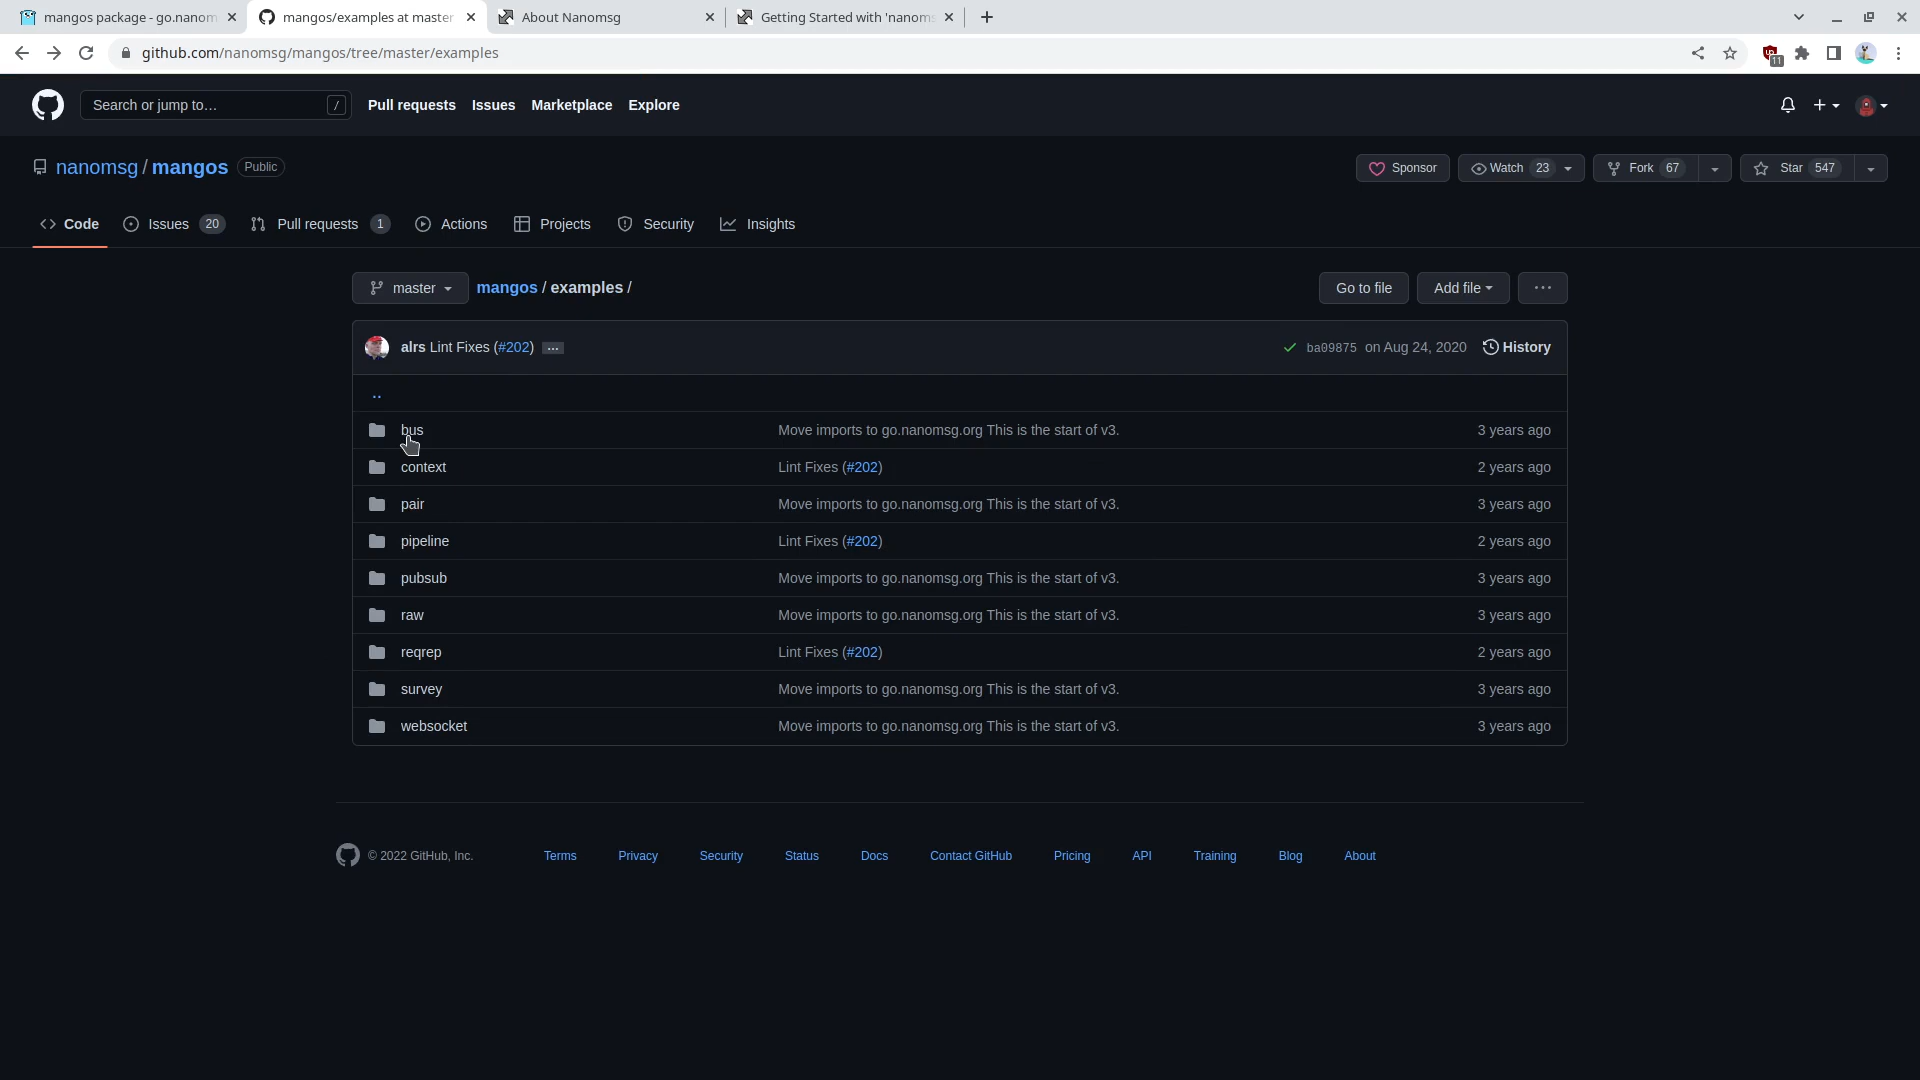 mangos package - go.nanom
mangos/examples at master
About Nanomsg
Getting Started with 'nanoms
github.com/nanomsg/mangos/tree/master/examples
11
Search or jump to… /
Pull requests Issues Marketplace Explore
nanomsg / mangos Public
Sponsor Watch 23 Fork 67 Star 547
Code Issues 20 Pull requests 1 Actions Projects Security Insights
master mangos / examples / Go to file Add file ...
alrs Lint Fixes (#202) … ba09875 on Aug 24, 2020 History
..
bus Move imports to go.nanomsg.org This is the start of v3. 3 years ago
context Lint Fixes (#202) 2 years ago
pair Move imports to go.nanomsg.org This is the start of v3. 3 years ago
pipeline Lint Fixes (#202) 2 years ago
pubsub Move imports to go.nanomsg.org This is the start of v3. 3 years ago
raw Move imports to go.nanomsg.org This is the start of v3. 3 years ago
reqrep Lint Fixes (#202) 2 years ago
survey Move imports to go.nanomsg.org This is the start of v3. 3 years ago
websocket Move imports to go.nanomsg.org This is the start of v3. 3 years ago
© 2022 GitHub, Inc. Terms Privacy Security Status Docs Contact GitHub Pricing API Training Blog About